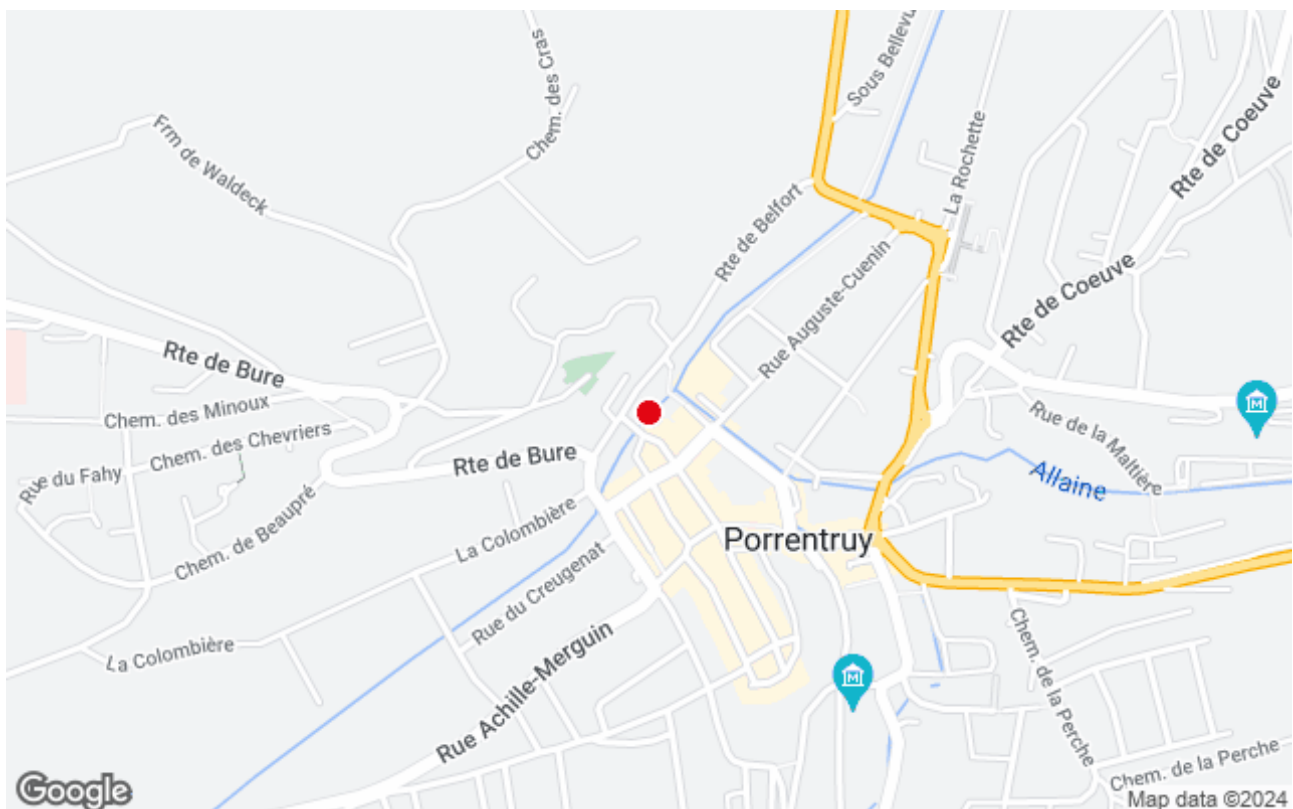 Sous Bellevu
Chem. des Cras
Frm de Waldeck
La Rochette
Rte de Coeuve
Rte de Belfort
Rue Auguste-Cuenin
Rte de Coeuve
Rte de Bure
Chem. des Minoux
Chem. des Chevriers
Rte de Bure
Rue du Fahy
Chem. de Beaupré
La Colombière
Rue de la Maltière
Allaine
M
Porrentruy
Rue du Creugenat
La Colombière
Rue Achille-Merguin
M
Chem. de la Perche
Chem. de la Perche
Google
Map data ©2024